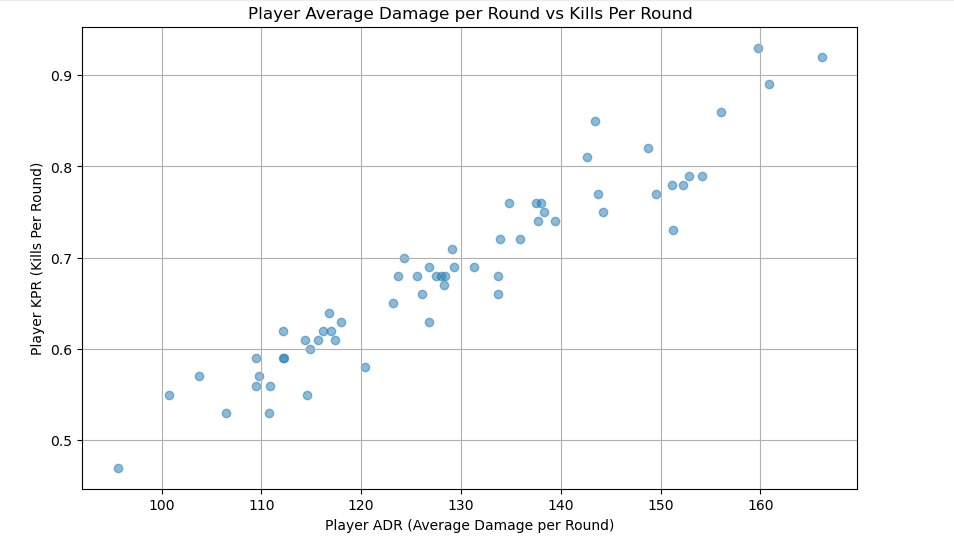 Player Average Damage per Round vs Kills Per Round
Player KPR (Kills Per Round)
0.9
0.8
0.7
0.6
0.5
100 110 120 130 140 150 160
Player ADR (Average Damage per Round)